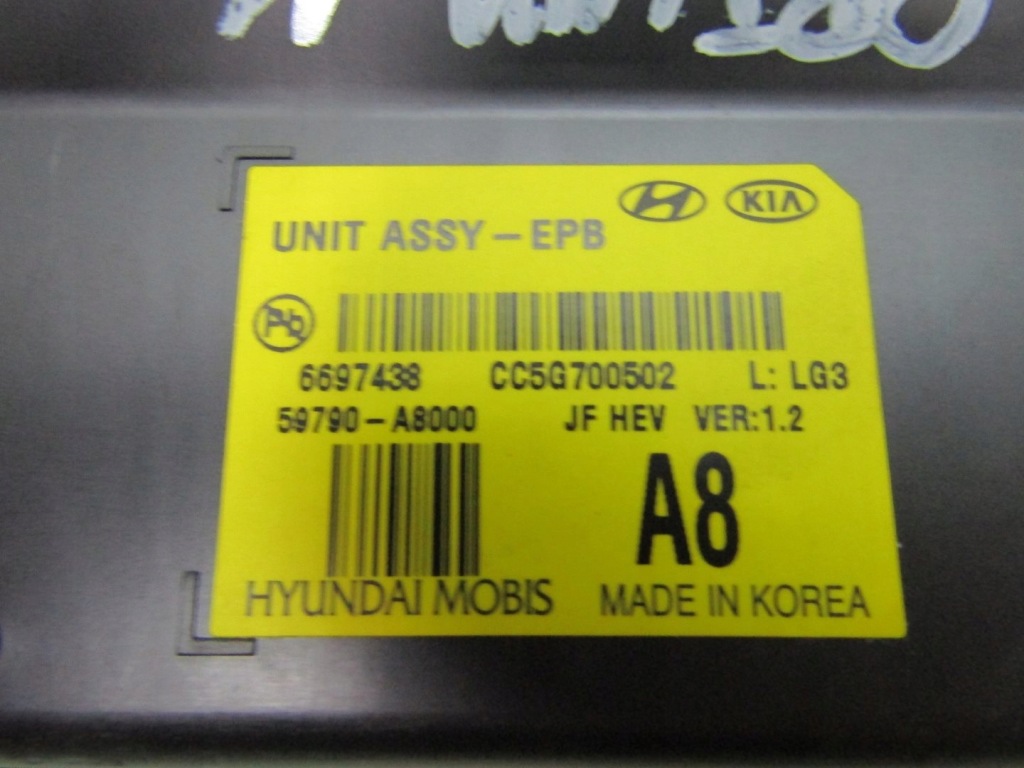 KIA
UNIT ASSY-EPB
Pb
6697438 CC5G700502 L: LG3
59790-A8000 JF HEV VER:1.2
A8
HYUNDAI MOBIS MADE IN KOREA